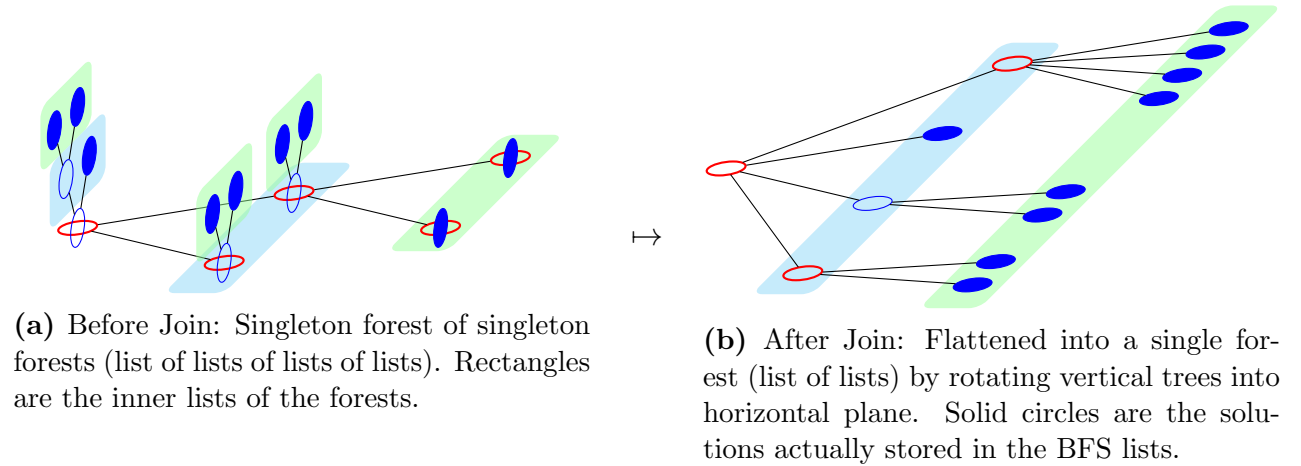 ↦
(a) Before Join: Singleton forest of singleton
forests (list of lists of lists of lists). Rectangles
are the inner lists of the forests.
(b) After Join: Flattened into a single for-
est (list of lists) by rotating vertical trees into
horizontal plane. Solid circles are the solu-
tions actually stored in the BFS lists.